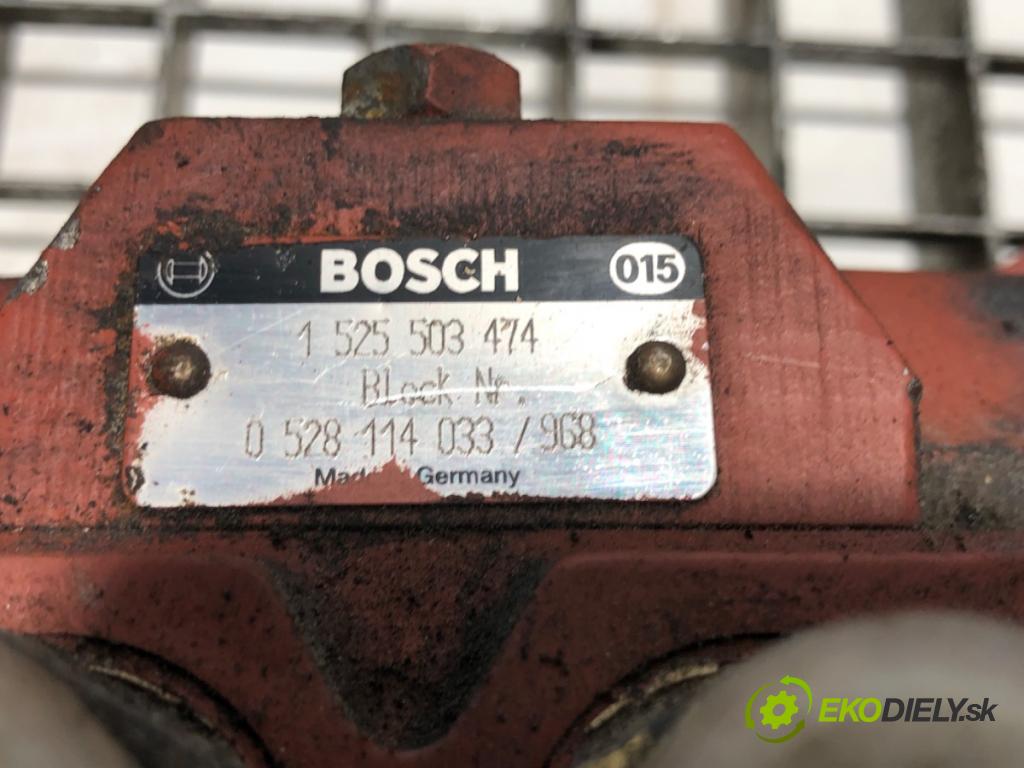 BOSCH 015
1 525 503 474
Block Nr.
0 528 114 033 / 968
Germany
EKODIELY.sk